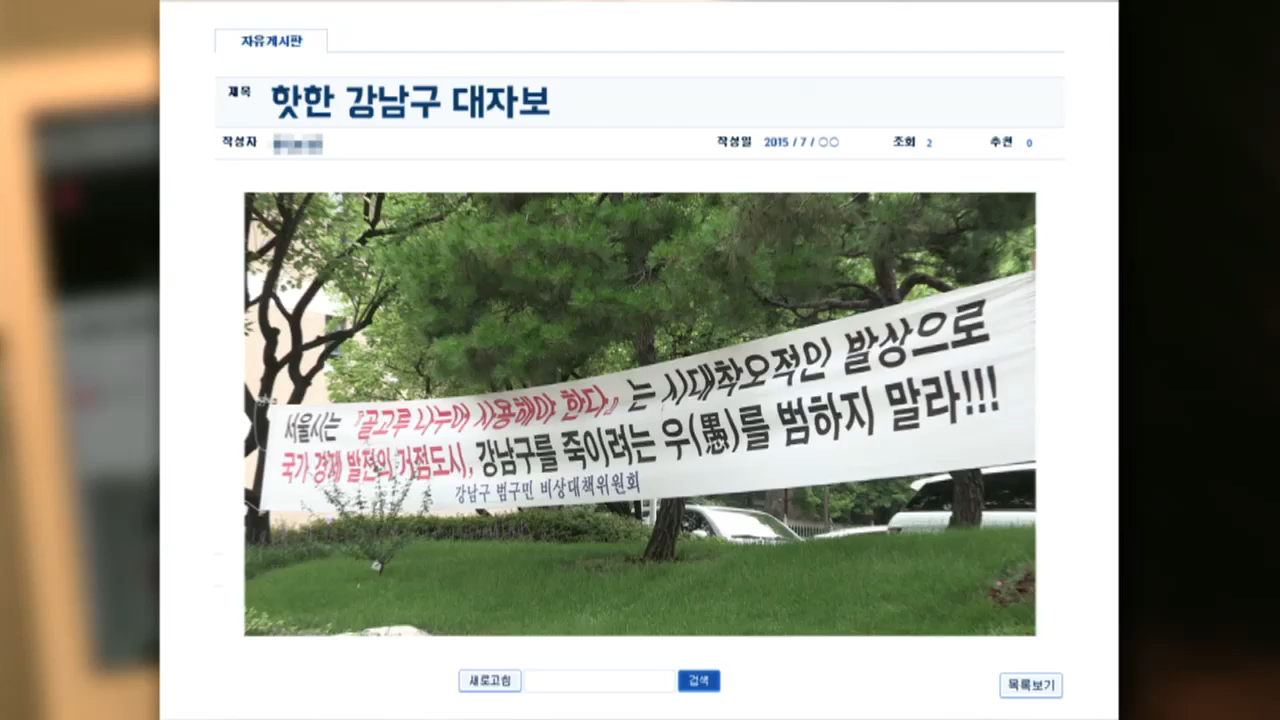 자유게시판
제목 핫한 강남구 대자보
작성자 작성일 2015 / 7 / ○○ 조회 2 추천 0
서울시는 『골고루 나누어 사용해야 한다』는 시대착오적인 발상으로
국가 경제 발전의 거점도시, 강남구를 죽이려는 우(愚)를 범하지 말라!!!
강남구 범구민 비상대책위원회
새로고침 검색 목록보기